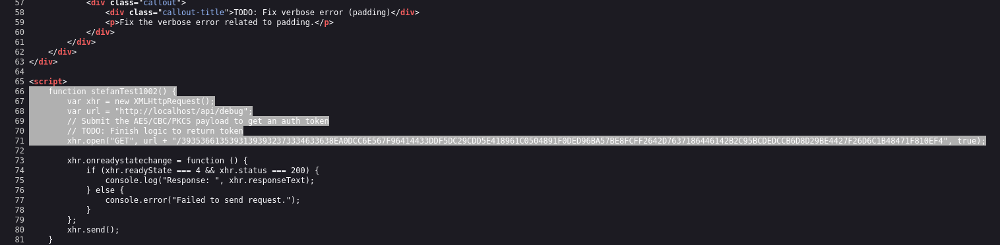 57 <div class="callout">
58 <div class="callout-title">TODO: Fix verbose error (padding)</div>
59 <p>Fix the verbose error related to padding.</p>
60 </div>
61 </div>
62 </div>
63 </div>
64
65 <script>
66 function stefanTest1002() {
67 var xhr = new XMLHttpRequest();
68 var url = "http://localhost/api/debug";
69 // Submit the AES/CBC/PKCS payload to get an auth token
70 // TODO: Finish logic to return token
71 xhr.open("GET", url + "/39353661353931393932373334633638EA0DCC6E567F96414433DDF5DC29CDD5E418961C0504891F0DED96BA57BE8FCFF2642D7637186446142B2C95BCDEDCCB6D8D29BE4427F26D6C1B48471F810EF4", true);
72
73 xhr.onreadystatechange = function () {
74 if (xhr.readyState === 4 && xhr.status === 200) {
75 console.log("Response: ", xhr.responseText);
76 } else {
77 console.error("Failed to send request.");
78 }
79 };
80 xhr.send();
81 }